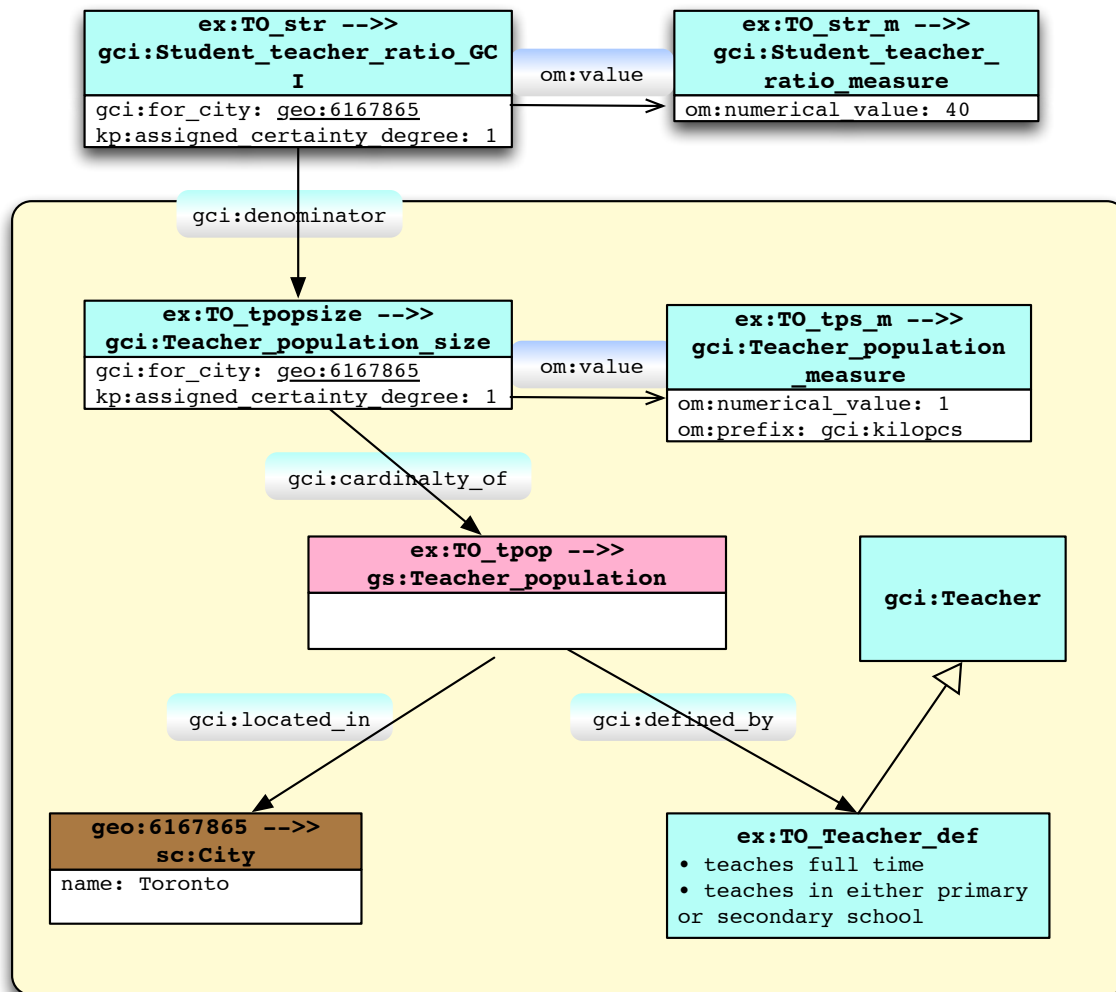 ex:TO_str -->>
gci:Student_teacher_ratio_GC
I
gci:for_city: geo:6167865
kp:assigned_certainty_degree: 1
om:value
ex:TO_str_m -->>
gci:Student_teacher_
ratio_measure
om:numerical_value: 40
gci:denominator
ex:TO_tpopsize -->>
gci:Teacher_population_size
gci:for_city: geo:6167865
kp:assigned_certainty_degree: 1
om:value
ex:TO_tps_m -->>
gci:Teacher_population
_measure
om:numerical_value: 1
om:prefix: gci:kilopcs
gci:cardinalty_of
ex:TO_tpop -->>
gs:Teacher_population
gci:Teacher
gci:located_in
gci:defined_by
geo:6167865 -->>
sc:City
name: Toronto
ex:TO_Teacher_def
• teaches full time
• teaches in either primary
or secondary school